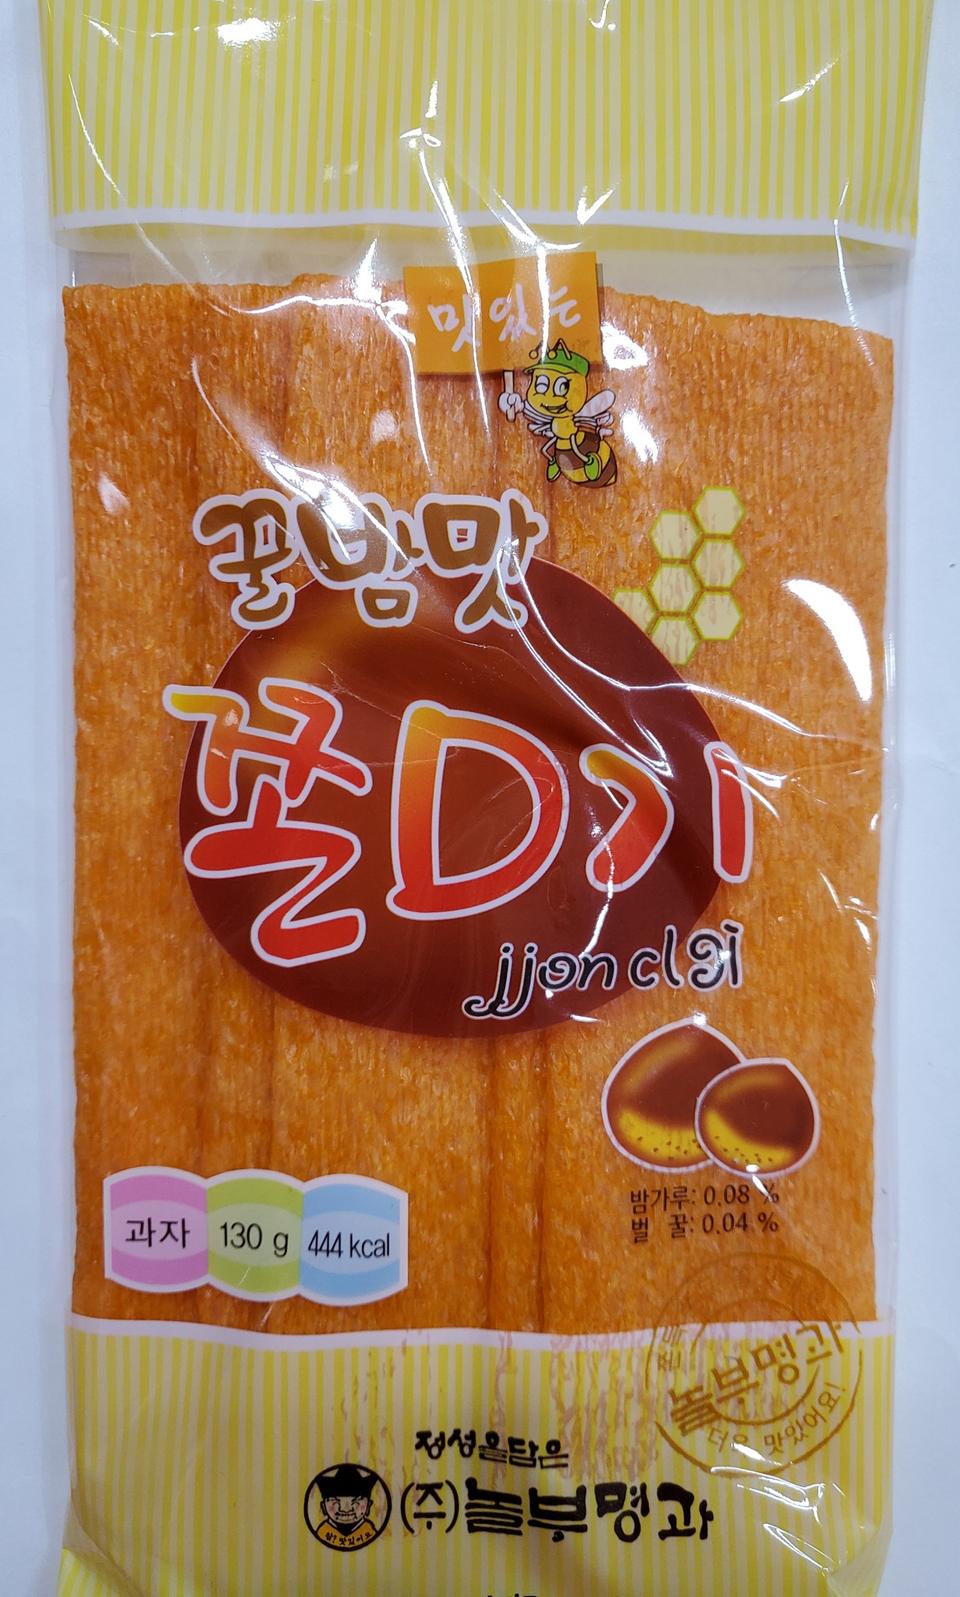 맛있는
꿀밤맛
쫀D기
jjondgi
밤가루: 0.08 %
벌 꿀: 0.04 %
과자 130 g 444 kcal
놀부명과
더욱 맛있어요!
정성을담은
(주)놀부명과